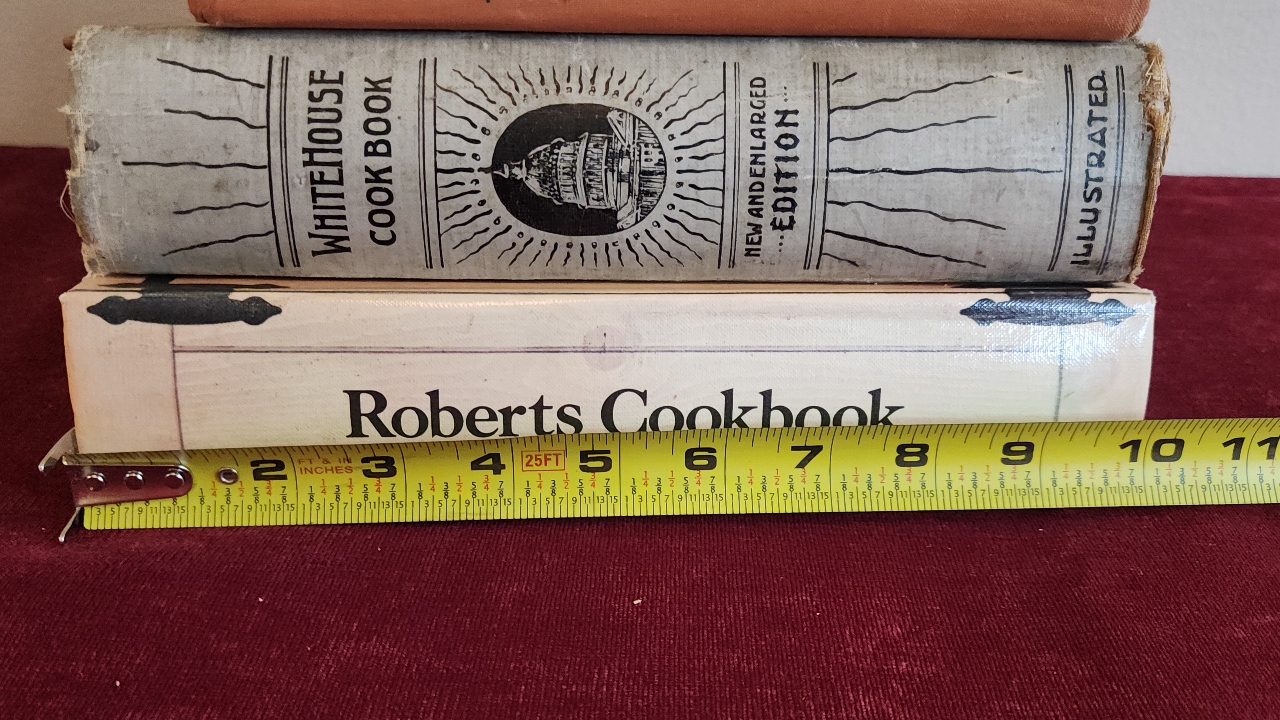 WHITEHOUSE
COOK BOOK
NEW AND ENLARGED
EDITION
ILLUSTRATED.
Roberts Cookbook
FT & IN
INCHES
25FT
2 3 4 5 6 7 8 9 10 11